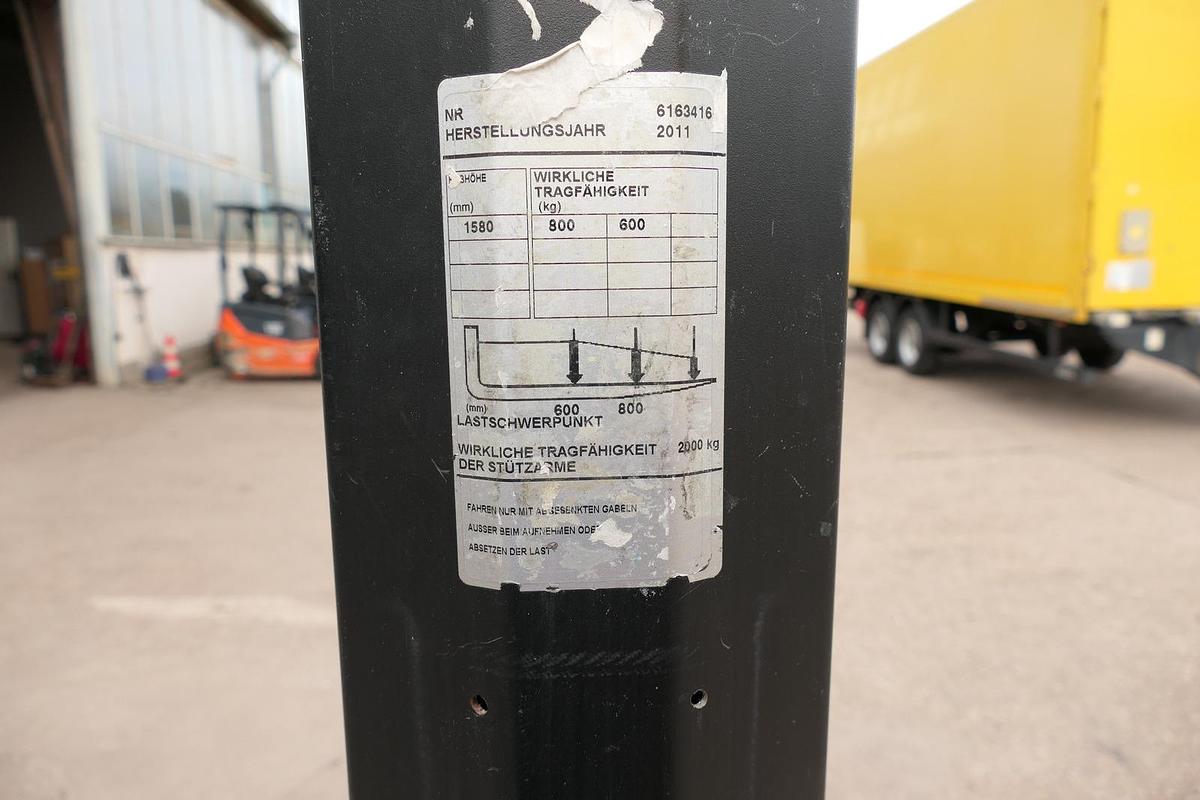 NR 6163416
HERSTELLUNGSJAHR 2011
WIRKLICHE
TRAGFÄHIGKEIT
(mm) (kg)
1580 800 600
(mm) 600 800
LASTSCHWERPUNKT
WIRKLICHE TRAGFÄHIGKEIT 2000 kg
DER STÜTZARME
FAHREN NUR MIT ABGESENKTEN GABELN
AUSSER BEIM AUFNEHMEN ODER
ABSETZEN DER LAST